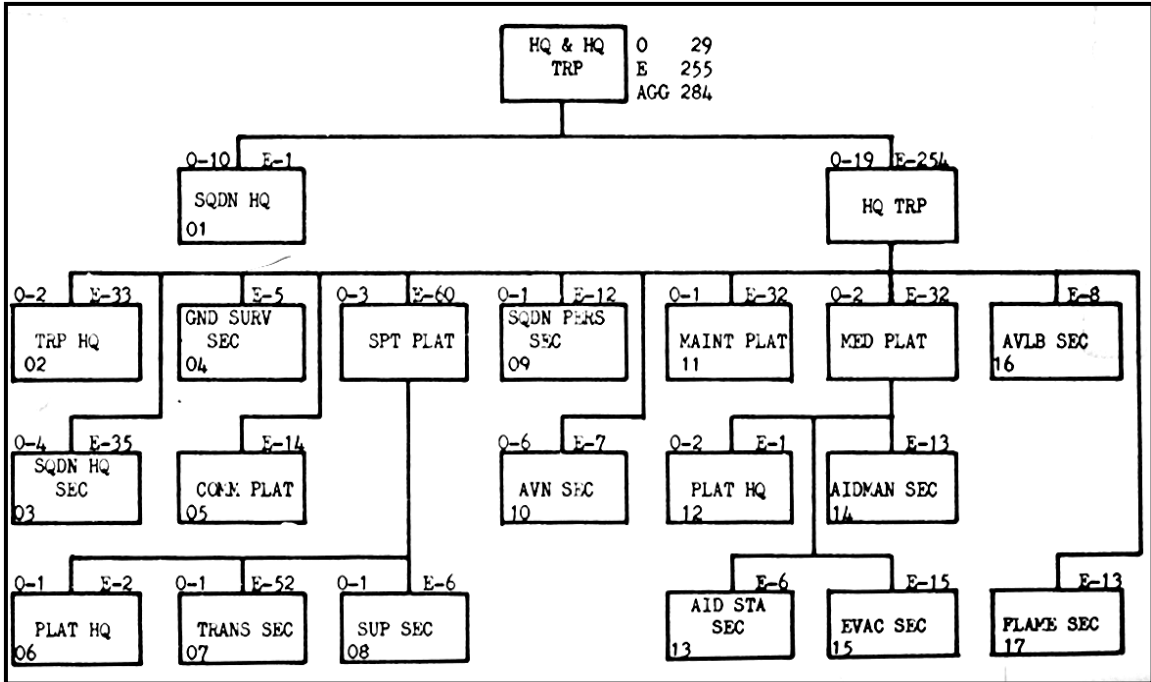 HQ & HQ
TRP
O 29
E 255
AGG 284
O-10 E-1
SQDN HQ
01
O-19 E-254
HQ TRP
O-2 E-33
TRP HQ
02
E-5
GND SURV
SEC
04
O-3 E-60
SPT PLAT
O-1 E-12
SQDN PERS
SEC
09
O-1 E-32
MAINT PLAT
11
O-2 E-32
MED PLAT
E-8
AVLB SEC
16
O-4 E-35
SQDN HQ
SEC
03
E-14
COMM PLAT
05
O-6 E-7
AVN SEC
10
O-2 E-1
PLAT HQ
12
E-13
AIDMAN SEC
14
O-1 E-2
PLAT HQ
06
O-1 E-52
TRANS SEC
07
O-1 E-6
SUP SEC
08
E-6
AID STA
SEC
13
E-15
EVAC SEC
15
E-13
FLAME SEC
17